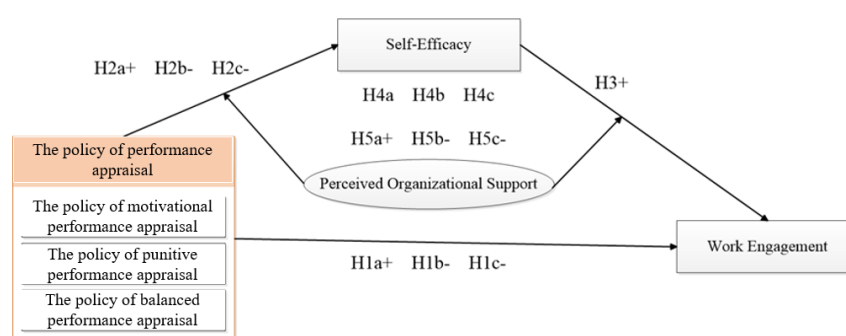 Self-Efficacy
H2a+ H2b- H2c-
H3+
H4a H4b H4c
H5a+ H5b- H5c-
The policy of performance
appraisal
Perceived Organizational Support
The policy of motivational
performance appraisal
The policy of punitive
performance appraisal
The policy of balanced
performance appraisal
Work Engagement
H1a+ H1b- H1c-